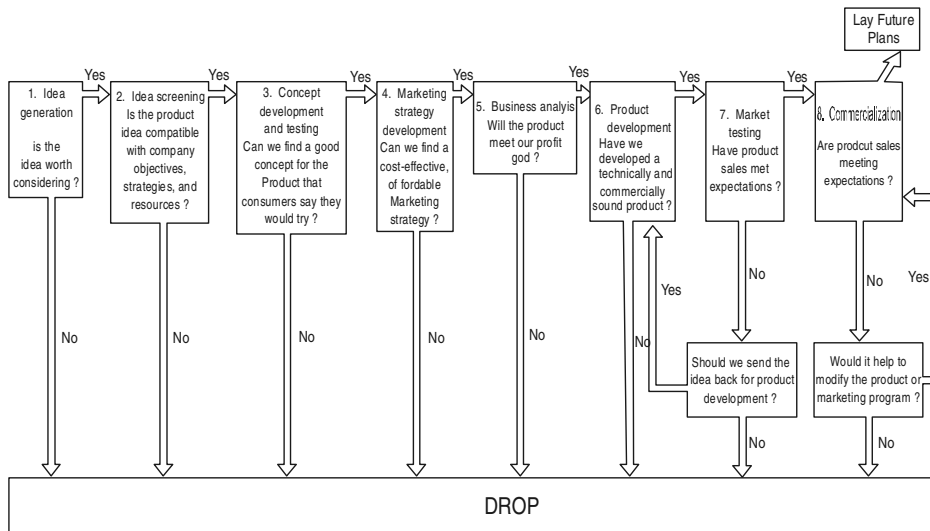 Lay Future
Plans
Yes
Yes
Yes
Yes
Yes
Yes
Yes
1. Idea
generation
is the
idea worth
considering ?
2. Idea screening
Is the product
idea compatible
with company
objectives,
strategies, and
resources ?
3. Concept
development
and testing
Can we find a good
concept for the
Product that
consumers say they
would try ?
4. Marketing
strategy
development
Can we find a
cost-effective,
of fordable
Marketing
strategy ?
5. Business analyis
Will the product
meet our profit
god ?
6. Product
development
Have we
developed a
technically and
commercially
sound product ?
7. Market
testing
Have product
sales met
expectations ?
8. Commercialization
Are prodcut sales
meeting
expectations ?
No
No
No
No
No
No
No
No
Yes
Yes
Should we send the
idea back for product
development ?
Would it help to
modify the product or
marketing program ?
No
No
DROP